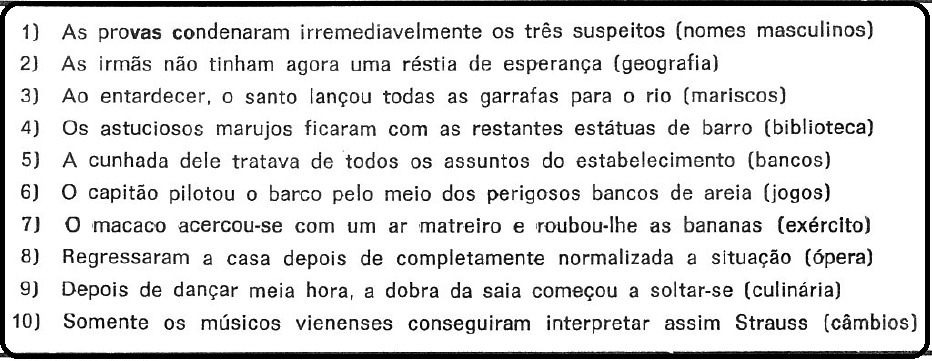 1) As provas condenaram irremediavelmente os três suspeitos (nomes masculinos)
2) As irmãs não tinham agora uma réstia de esperança (geografia)
3) Ao entardecer, o santo lançou todas as garrafas para o rio (mariscos)
4) Os astuciosos marujos ficaram com as restantes estátuas de barro (biblioteca)
5) A cunhada dele tratava de todos os assuntos do estabelecimento (bancos)
6) O capitão pilotou o barco pelo meio dos perigosos bancos de areia (jogos)
7) O macaco acercou-se com um ar matreiro e roubou-lhe as bananas (exército)
8) Regressaram a casa depois de completamente normalizada a situação (ópera)
9) Depois de dançar meia hora, a dobra da saia começou a soltar-se (culinária)
10) Somente os músicos vienenses conseguiram interpretar assim Strauss (câmbios)